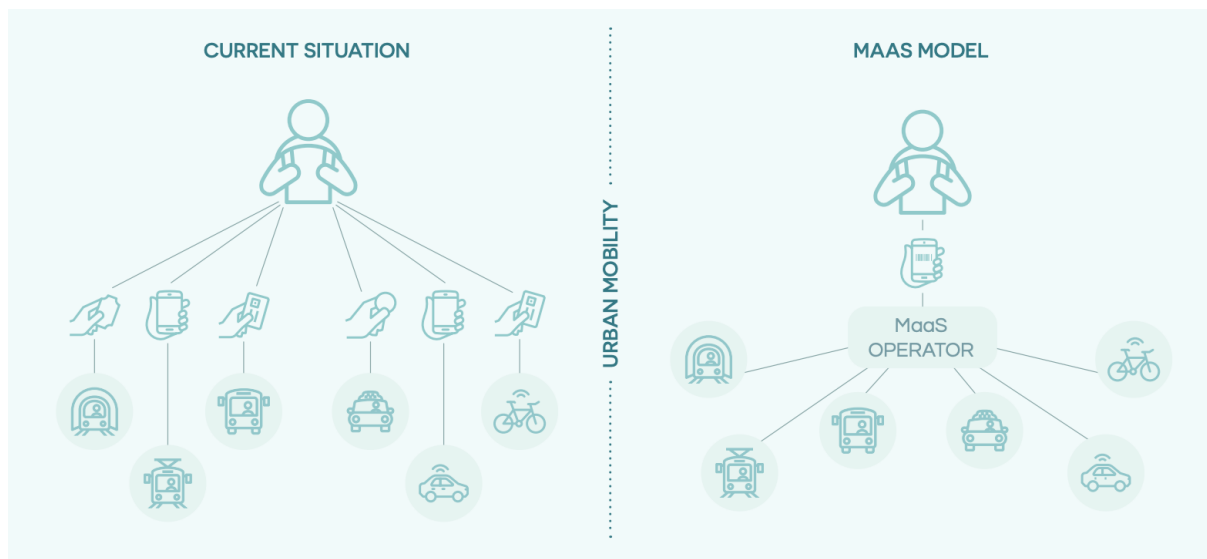 CURRENT SITUATION
URBAN MOBILITY
MAAS MODEL
MaaS
OPERATOR